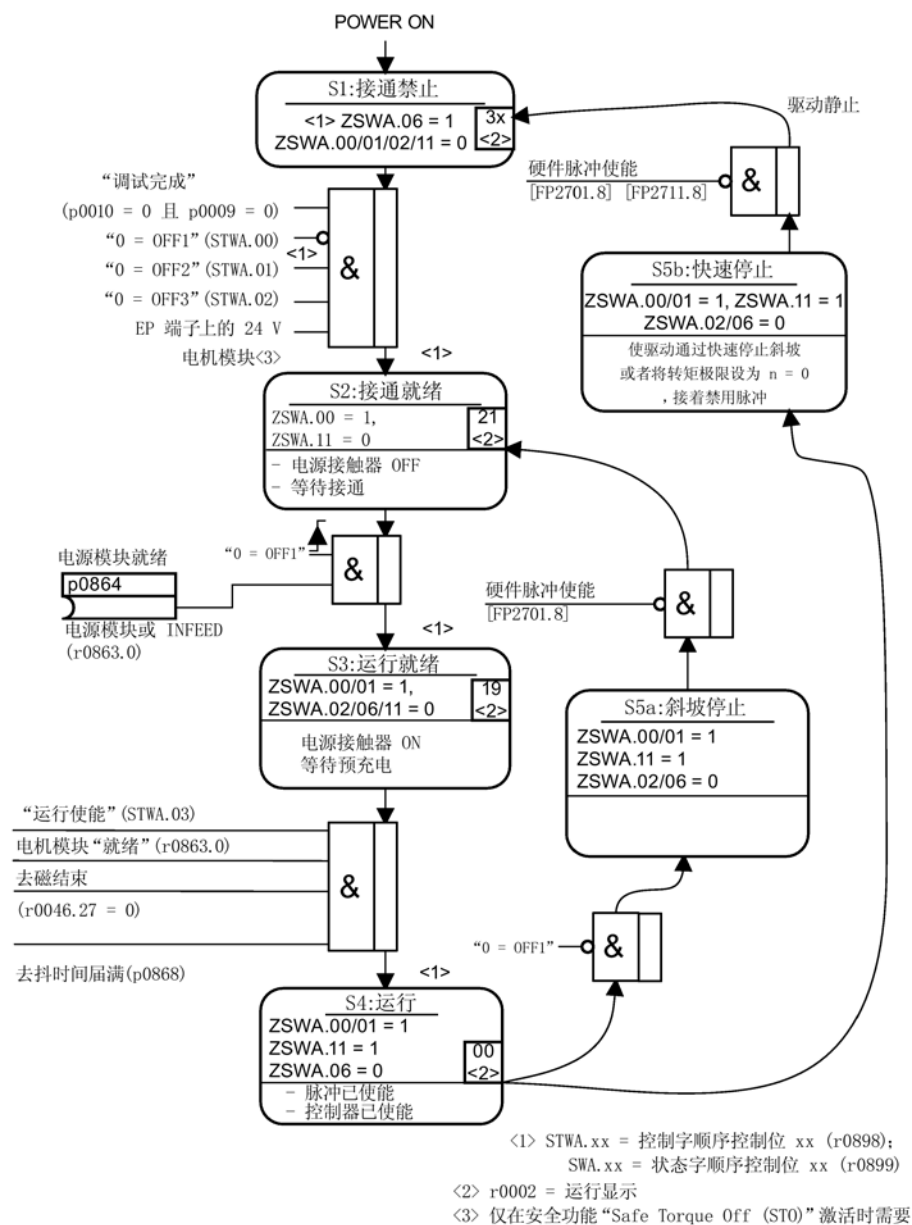 POWER ON
S1:接通禁止
<1> ZSWA.06 = 1
ZSWA.00/01/02/11 = 0
3x
<2>
驱动静止
硬件脉冲使能
[FP2701.8] [FP2711.8]
&
“调试完成”
(p0010 = 0 且 p0009 = 0)
“0 = OFF1”(STWA.00)
<1>
“0 = OFF2”(STWA.01)
“0 = OFF3”(STWA.02)
EP 端子上的 24 V
电机模块<3>
&
<1>
S5b:快速停止
ZSWA.00/01 = 1, ZSWA.11 = 1
ZSWA.02/06 = 0
使驱动通过快速停止斜坡
或者将转矩极限设为 n = 0
，接着禁用脉冲
S2:接通就绪
ZSWA.00 = 1,
ZSWA.11 = 0
21
<2>
- 电源接触器 OFF
- 等待接通
“0 = OFF1”
&
电源模块就绪
p0864
电源模块或 INFEED
(r0863.0)
<1>
硬件脉冲使能
[FP2701.8]
&
S3:运行就绪
ZSWA.00/01 = 1,
ZSWA.02/06/11 = 0
19
<2>
电源接触器 ON
等待预充电
S5a:斜坡停止
ZSWA.00/01 = 1
ZSWA.11 = 1
ZSWA.02/06 = 0
“运行使能”(STWA.03)
电机模块“就绪”(r0863.0)
去磁结束
(r0046.27 = 0)
去抖时间届满(p0868)
&
<1>
“0 = OFF1”
&
S4:运行
ZSWA.00/01 = 1
ZSWA.11 = 1
ZSWA.06 = 0
00
<2>
- 脉冲已使能
- 控制器已使能
<1> STWA.xx = 控制字顺序控制位 xx (r0898);
SWA.xx = 状态字顺序控制位 xx (r0899)
<2> r0002 = 运行显示
<3> 仅在安全功能“Safe Torque Off (STO)”激活时需要